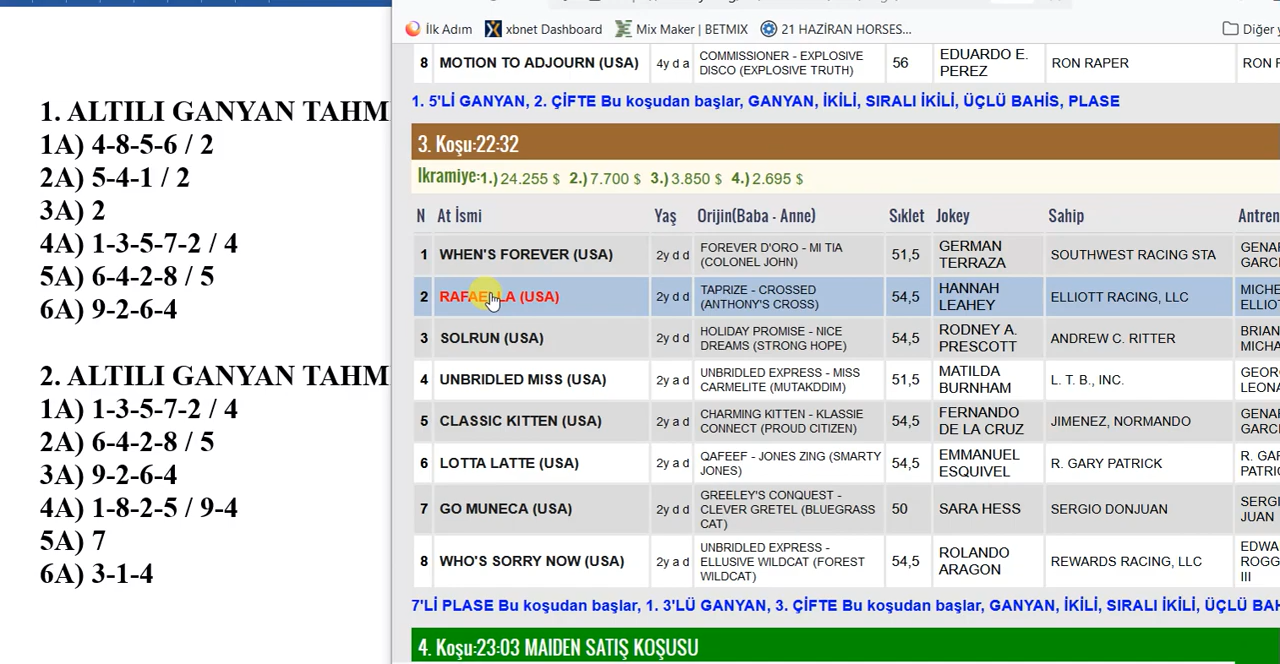 İlk Adım xbnet Dashboard Mix Maker | BETMIX 21 HAZİRAN HORSES... Diğer
1. ALTILI GANYAN TAHM
1A) 4-8-5-6 / 2
2A) 5-4-1 / 2
3A) 2
4A) 1-3-5-7-2 / 4
5A) 6-4-2-8 / 5
6A) 9-2-6-4
2. ALTILI GANYAN TAHM
1A) 1-3-5-7-2 / 4
2A) 6-4-2-8 / 5
3A) 9-2-6-4
4A) 1-8-2-5 / 9-4
5A) 7
6A) 3-1-4
8 MOTION TO ADJOURN (USA) 4y d a COMMISSIONER - EXPLOSIVE DISCO (EXPLOSIVE TRUTH) 56 EDUARDO E. PEREZ RON RAPER RON
1. 5'Lİ GANYAN, 2. ÇİFTE Bu koşudan başlar, GANYAN, İKİLİ, SIRALI İKİLİ, ÜÇLÜ BAHİS, PLASE
3. Koşu:22:32
Ikramiye:1.) 24.255 $ 2.) 7.700 $ 3.) 3.850 $ 4.) 2.695 $
N At İsmi Yaş Orijin(Baba - Anne) Sıklet Jokey Sahip Antren
1 WHEN'S FOREVER (USA) 2y d d FOREVER D'ORO - MI TIA (COLONEL JOHN) 51,5 GERMAN TERRAZA SOUTHWEST RACING STA GENA GARC
2 RAFAELLA (USA) 2y d d TAPRIZE - CROSSED (ANTHONY'S CROSS) 54,5 HANNAH LEAHEY ELLIOTT RACING, LLC MICHE ELLIO
3 SOLRUN (USA) 2y d d HOLIDAY PROMISE - NICE DREAMS (STRONG HOPE) 54,5 RODNEY A. PRESCOTT ANDREW C. RITTER BRIAN MICHA
4 UNBRIDLED MISS (USA) 2y a d UNBRIDLED EXPRESS - MISS CARMELITE (MUTAKDDIM) 51,5 MATILDA BURNHAM L. T. B., INC. GEORG LEONA
5 CLASSIC KITTEN (USA) 2y a d CHARMING KITTEN - KLASSIE CONNECT (PROUD CITIZEN) 54,5 FERNANDO DE LA CRUZ JIMENEZ, NORMANDO GENA GARC
6 LOTTA LATTE (USA) 2y a d QAFEEF - JONES ZING (SMARTY JONES) 54,5 EMMANUEL ESQUIVEL R. GARY PATRICK R. GA PATRI
7 GO MUNECA (USA) 2y d d GREELEY'S CONQUEST - CLEVER GRETEL (BLUEGRASS CAT) 50 SARA HESS SERGIO DONJUAN SERGI JUAN
8 WHO'S SORRY NOW (USA) 2y a d UNBRIDLED EXPRESS - ELLUSIVE WILDCAT (FOREST WILDCAT) 54,5 ROLANDO ARAGON REWARDS RACING, LLC EDWA ROGG III
7'Lİ PLASE Bu koşudan başlar, 1. 3'LÜ GANYAN, 3. ÇİFTE Bu koşudan başlar, GANYAN, İKİLİ, SIRALI İKİLİ, ÜÇLÜ
4. Koşu:23:03 MAIDEN SATIŞ KOŞUSU